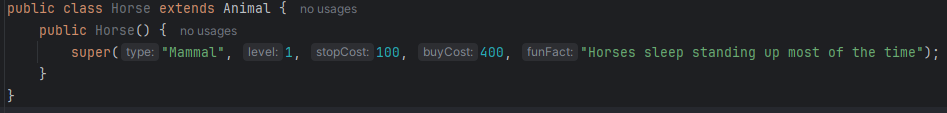 public class Horse extends Animal { no usages
public Horse() { no usages
super( type: "Mammal", level: 1, stopCost: 100, buyCost: 400, funFact: "Horses sleep standing up most of the time");
}
}